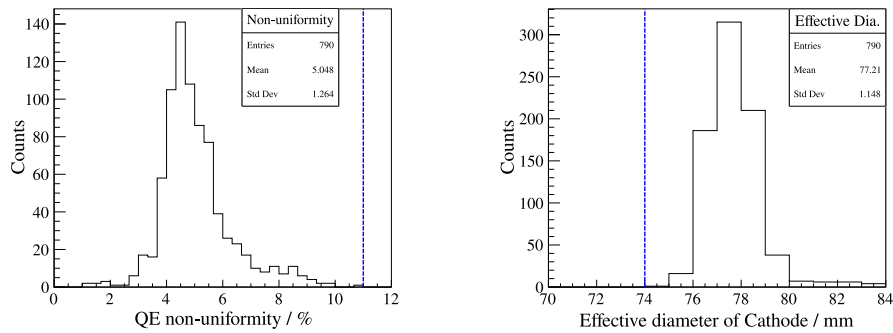 Non-uniformity
Entries 790
Mean 5.048
Std Dev 1.264
Counts
140
120
100
80
60
40
20
0
0 2 4 6 8 10 12
QE non-uniformity / %
Effective Dia.
Entries 790
Mean 77.21
Std Dev 1.148
Counts
300
250
200
150
100
50
0
70 72 74 76 78 80 82 84
Effective diameter of Cathode / mm